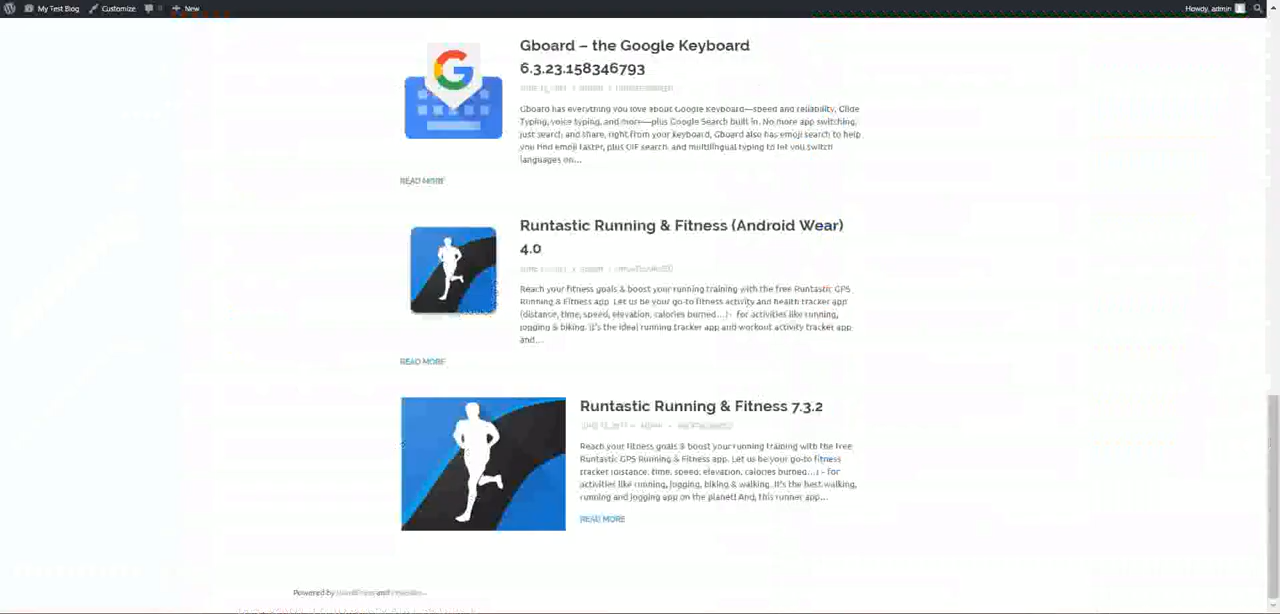 My Test Blog Customize New Howdy, admin
Gboard – the Google Keyboard
6.3.23.158346793
Gboard has everything you love about Google Keyboard—speed and reliability, Glide
Typing, voice typing, and more—plus Google Search built in. No more app switching,
just search and share, right from your keyboard. Gboard also has emoji search to help
you find emoji faster, plus GIF search, and multilingual typing to let you switch
languages on...
READ MORE
Runtastic Running & Fitness (Android Wear)
4.0
Reach your fitness goals & boost your running training with the free Runtastic GPS
Running & Fitness app. Let us be your go-to fitness activity and health tracker app
(distance, time, speed, elevation, calories burned...) - for activities like running,
jogging & biking. It's the ideal running tracker app and workout activity tracker app
and...
READ MORE
Runtastic Running & Fitness 7.3.2
Reach your fitness goals & boost your running training with the free
Runtastic GPS Running & Fitness app. Let us be your go-to fitness
tracker (distance, time, speed, elevation, calories burned...) - for
activities like running, jogging, biking & walking. It's the best walking,
running and jogging app on the planet! And, this runner app...
READ MORE
Powered by WordPress and